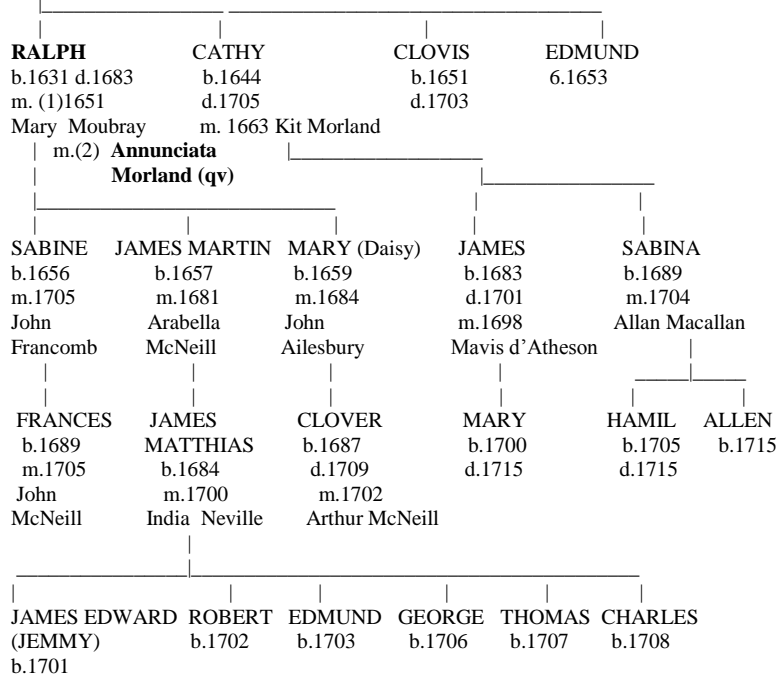 RALPH CATHY CLOVIS EDMUND
b.1631 d.1683 b.1644 b.1651 6.1653
m. (1)1651 d.1705 d.1703
Mary Moubray m. 1663 Kit Morland
m.(2) Annunciata
Morland (qv)
SABINE JAMES MARTIN MARY (Daisy) JAMES SABINA
b.1656 b.1657 b.1659 b.1683 b.1689
m.1705 m.1681 m.1684 d.1701 m.1704
John Arabella John m.1698 Allan Macallan
Francomb McNeill Ailesbury Mavis d’Atheson
FRANCES JAMES CLOVER MARY HAMIL ALLEN
b.1689 MATTHIAS b.1687 b.1700 b.1705 b.1715
m.1705 b.1684 d.1709 d.1715 d.1715
John m.1700 m.1702
McNeill India Neville Arthur McNeill
JAMES EDWARD ROBERT EDMUND GEORGE THOMAS CHARLES
(JEMMY) b.1702 b.1703 b.1706 b.1707 b.1708
b.1701